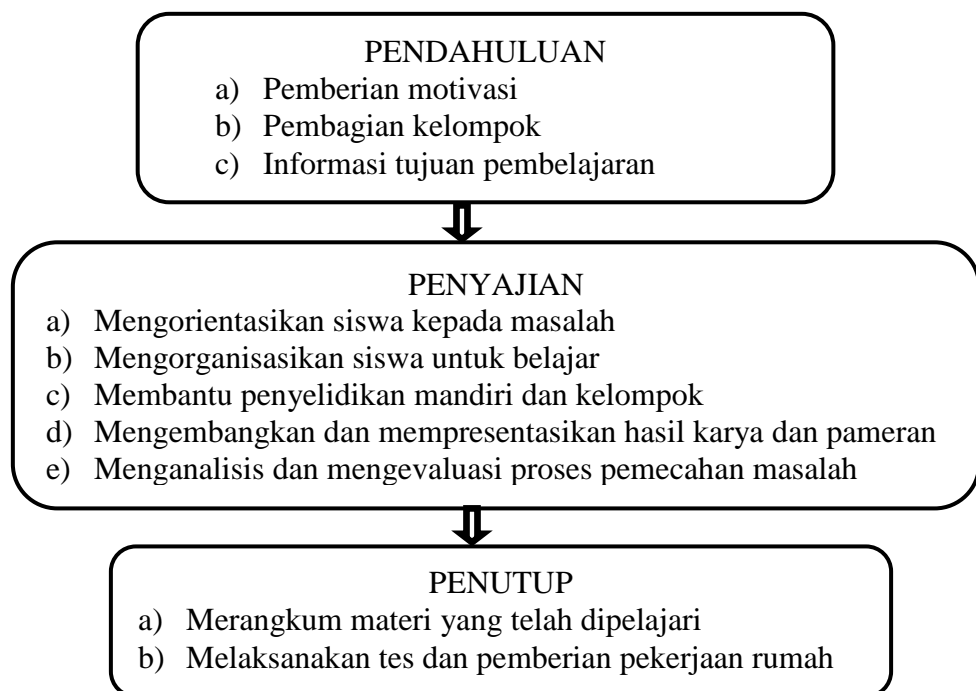 PENDAHULUAN
a) Pemberian motivasi
b) Pembagian kelompok
c) Informasi tujuan pembelajaran
PENYAJIAN
a) Mengorientasikan siswa kepada masalah
b) Mengorganisasikan siswa untuk belajar
c) Membantu penyelidikan mandiri dan kelompok
d) Mengembangkan dan mempresentasikan hasil karya dan pameran
e) Menganalisis dan mengevaluasi proses pemecahan masalah
PENUTUP
a) Merangkum materi yang telah dipelajari
b) Melaksanakan tes dan pemberian pekerjaan rumah